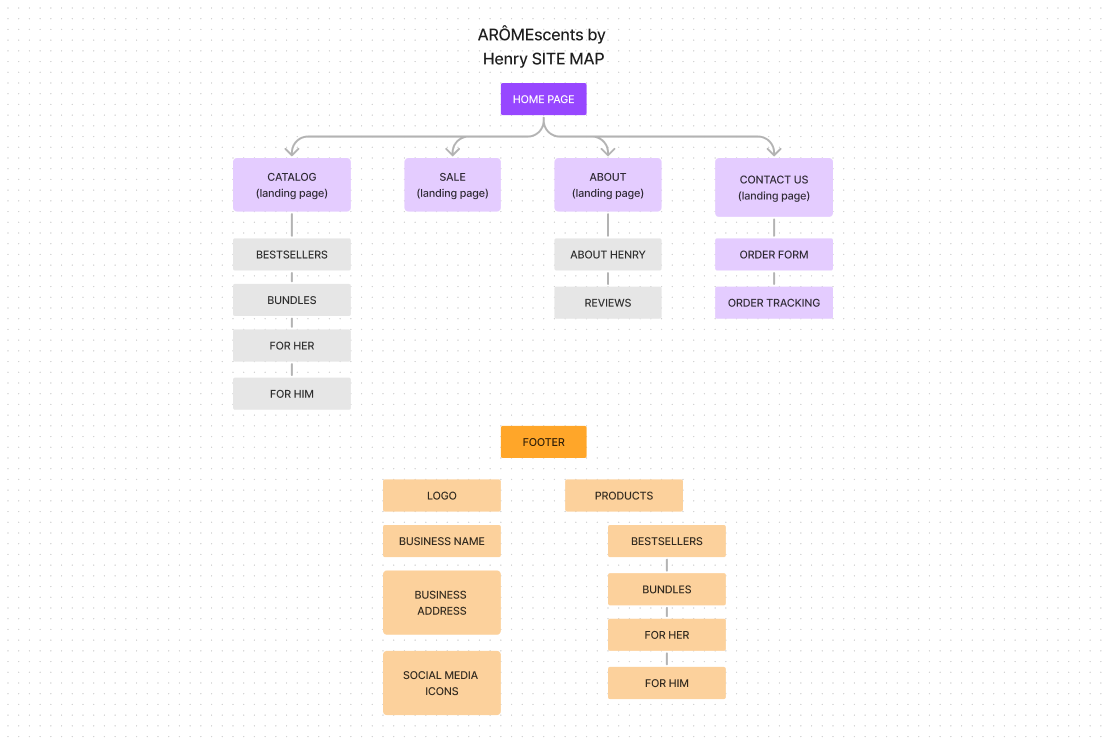 ARÔMEscents by
Henry SITE MAP
HOME PAGE
CATALOG
(landing page)
SALE
(landing page)
ABOUT
(landing page)
CONTACT US
(landing page)
BESTSELLERS
BUNDLES
FOR HER
FOR HIM
ABOUT HENRY
REVIEWS
ORDER FORM
ORDER TRACKING
FOOTER
LOGO
BUSINESS NAME
BUSINESS
ADDRESS
SOCIAL MEDIA
ICONS
PRODUCTS
BESTSELLERS
BUNDLES
FOR HER
FOR HIM